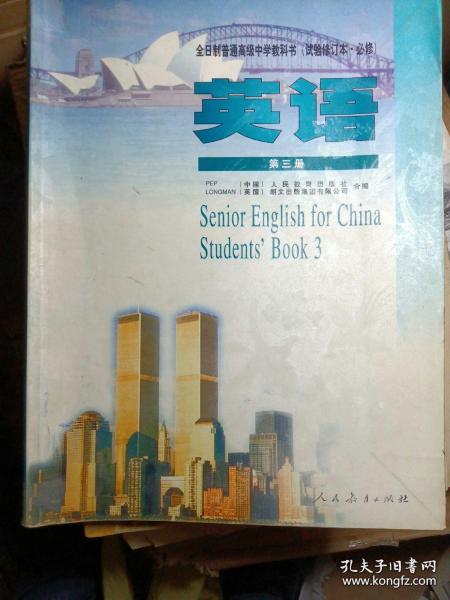 全日制普通高级中学教科书（试验修订本·必修）
英语
第三册
PEP （中国）人民教育出版社
LONGMAN （英国）朗文出版集团有限公司 合编
Senior English for China
Students' Book 3
人民教育出版社
孔夫子旧书网
www.kongfz.com